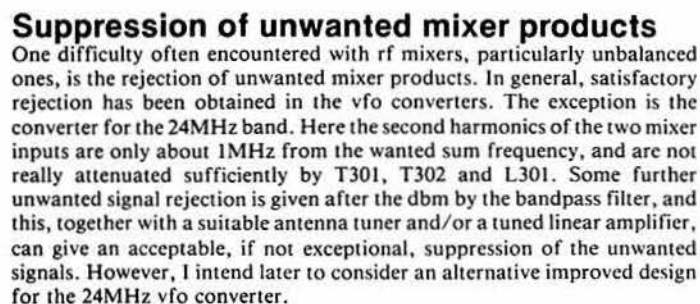 Suppression of unwanted mixer products
One difficulty often encountered with rf mixers, particularly unbalanced
ones, is the rejection of unwanted mixer products. In general, satisfactory
rejection has been obtained in the vfo converters. The exception is the
converter for the 24MHz band. Here the second harmonics of the two mixer
inputs are only about 1MHz from the wanted sum frequency, and are not
really attenuated sufficiently by T301, T302 and L301. Some further
unwanted signal rejection is given after the dbm by the bandpass filter, and
this, together with a suitable antenna tuner and/or a tuned linear amplifier,
can give an acceptable, if not exceptional, suppression of the unwanted
signals. However, I intend later to consider an alternative improved design
for the 24MHz vfo converter.